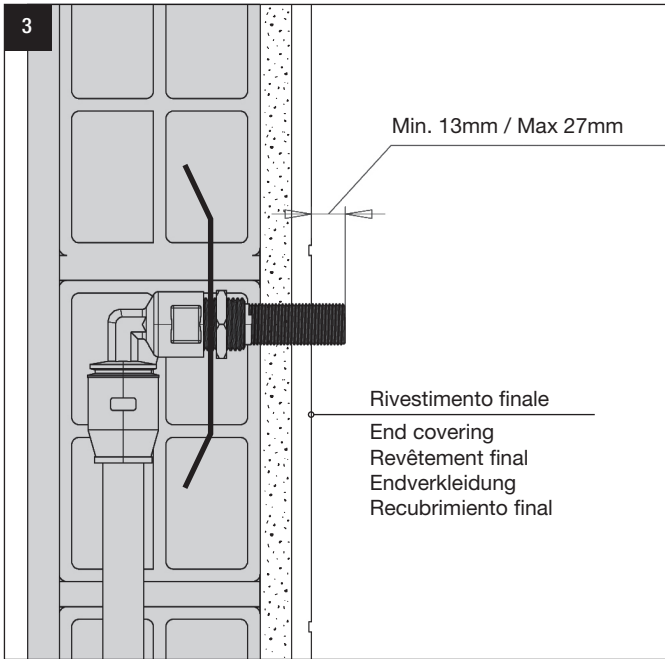 3
Min. 13mm / Max 27mm
Rivestimento finale
End covering
Revêtement final
Endverkleidung
Recubrimiento final